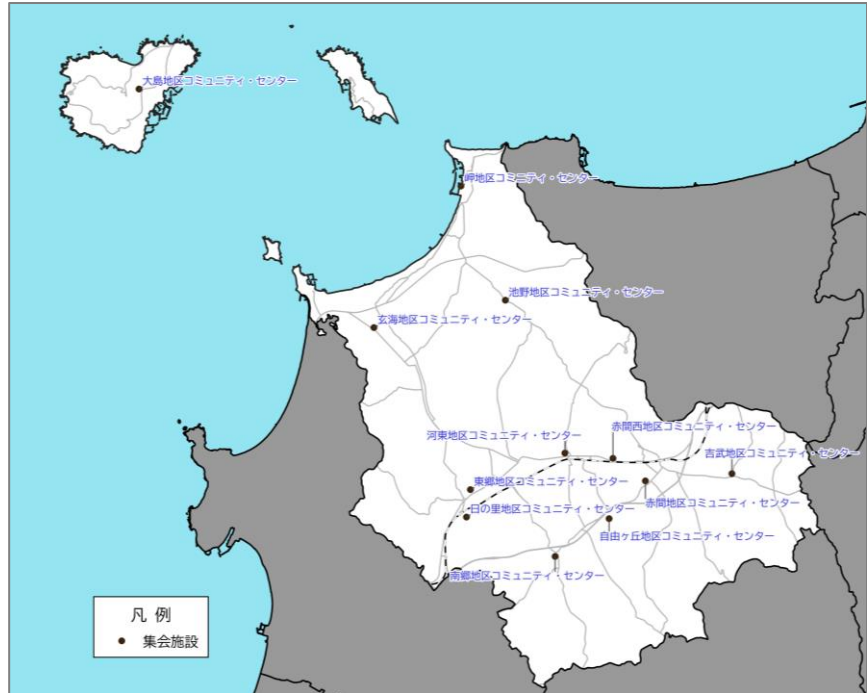 大島地区コミュニティ・センター
岬地区コミュニティ・センター
池野地区コミュニティ・センター
玄海地区コミュニティ・センター
赤間西地区コミュニティ・センター
河東地区コミュニティ・センター
吉武地区コミュニティ・センター
東郷地区コミュニティ・センター
赤間地区コミュニティ・センター
日の里地区コミュニティ・センター
自由ヶ丘地区コミュニティ・センター
南郷地区コミュニティ・センター
凡 例
集会施設